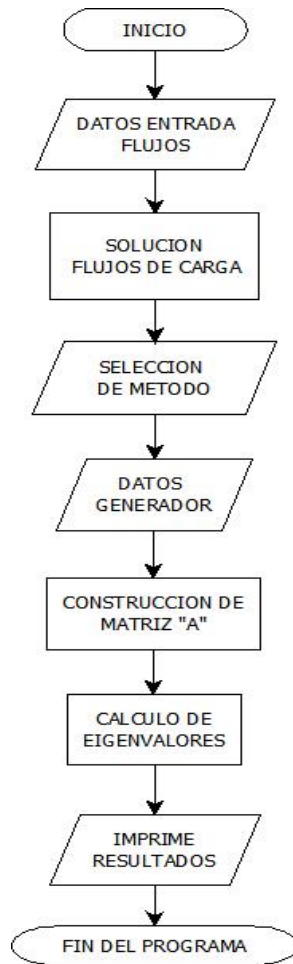 INICIO
DATOS ENTRADA
FLUJOS
SOLUCION
FLUJOS DE CARGA
SELECCION
DE METODO
DATOS
GENERADOR
CONSTRUCCION DE
MATRIZ "A"
CALCULO DE
EIGENVALORES
IMPRIME
RESULTADOS
FIN DEL PROGRAMA